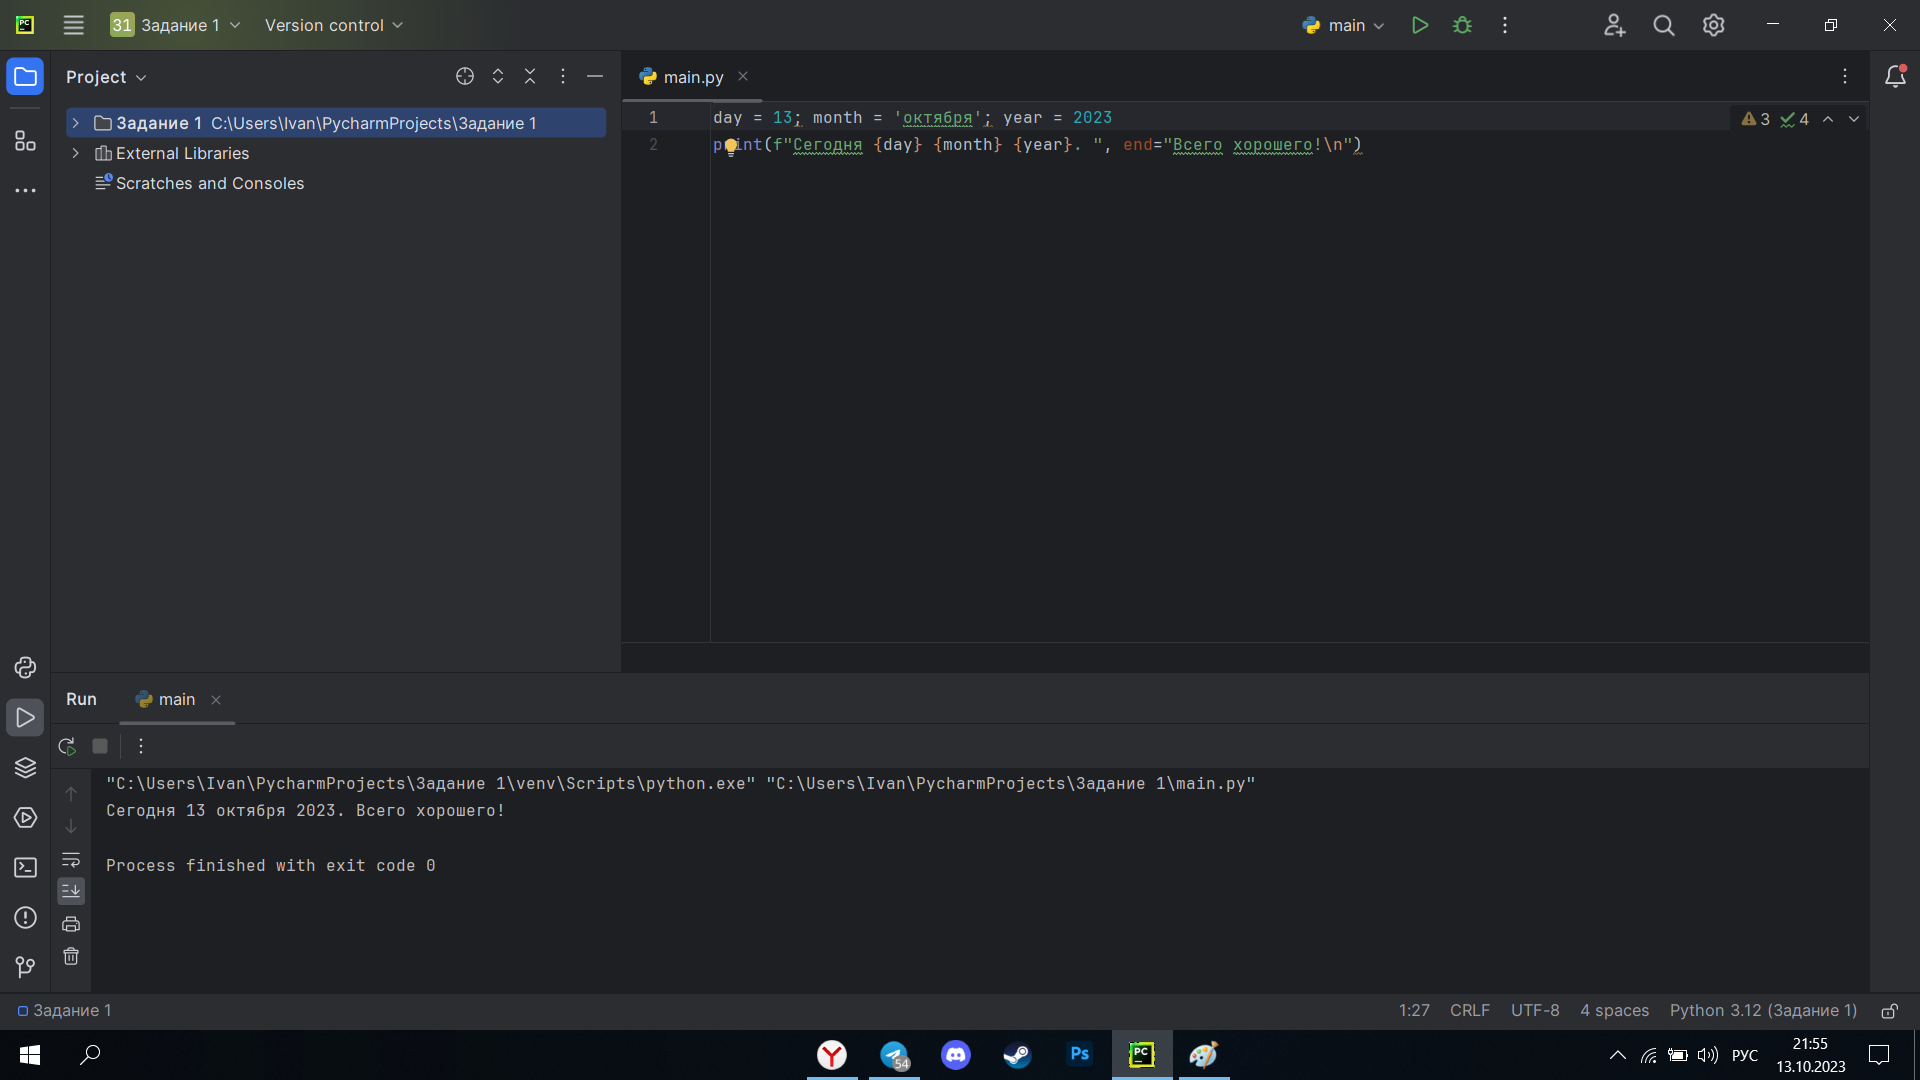 PC
31 Задание 1
Version control
main
Project
main.py
Задание 1 C:\Users\Ivan\PycharmProjects\Задание 1
External Libraries
Scratches and Consoles
1 day = 13; month = 'октября'; year = 2023
3 4
2 print(f"Сегодня {day} {month} {year}. ", end="Всего хорошего!\n")
Run
main
"C:\Users\Ivan\PycharmProjects\Задание 1\venv\Scripts\python.exe" "C:\Users\Ivan\PycharmProjects\Задание 1\main.py"
Сегодня 13 октября 2023. Всего хорошего!
Process finished with exit code 0
Задание 1
1:27 CRLF UTF-8 4 spaces Python 3.12 (Задание 1)
54
Ps
PC
РУС
21:55
13.10.2023